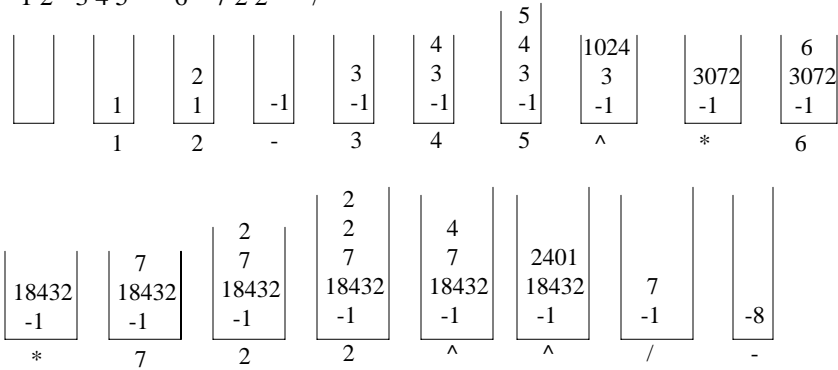 1 2 3 4 5 6 7 2 2 /
5
4 4 1024 6
2 3 3 3 3 3072 3072
1 1 -1 -1 -1 -1 -1 -1 -1
1 2 - 3 4 5 ^ * 6
2
2 2 4
7 7 7 7 2401
18432 18432 18432 18432 18432 18432 7
-1 -1 -1 -1 -1 -1 -1 -8
* 7 2 2 ^ ^ / -